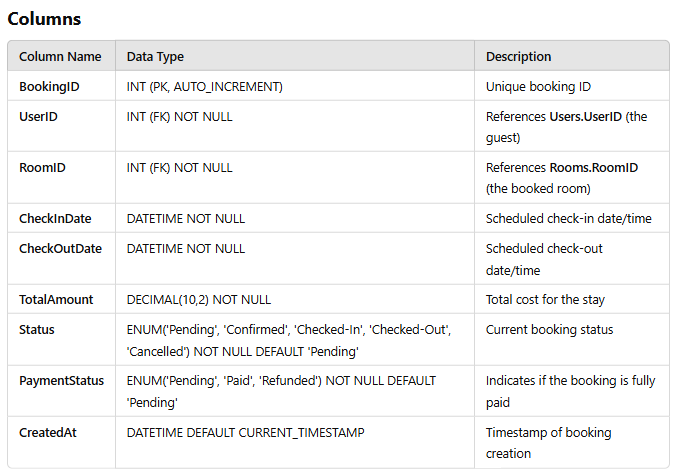 Columns
Column Name Data Type Description
BookingID INT (PK, AUTO_INCREMENT) Unique booking ID
UserID INT (FK) NOT NULL References Users.UserID (the
guest)
RoomID INT (FK) NOT NULL References Rooms.RoomID
(the booked room)
CheckInDate DATETIME NOT NULL Scheduled check-in date/time
CheckOutDate DATETIME NOT NULL Scheduled check-out
date/time
TotalAmount DECIMAL(10,2) NOT NULL Total cost for the stay
Status ENUM('Pending', 'Confirmed', 'Checked-In', 'Checked-Out', Current booking status
'Cancelled') NOT NULL DEFAULT 'Pending'
PaymentStatus ENUM('Pending', 'Paid', 'Refunded') NOT NULL DEFAULT Indicates if the booking is fully
'Pending' paid
CreatedAt DATETIME DEFAULT CURRENT_TIMESTAMP Timestamp of booking
creation